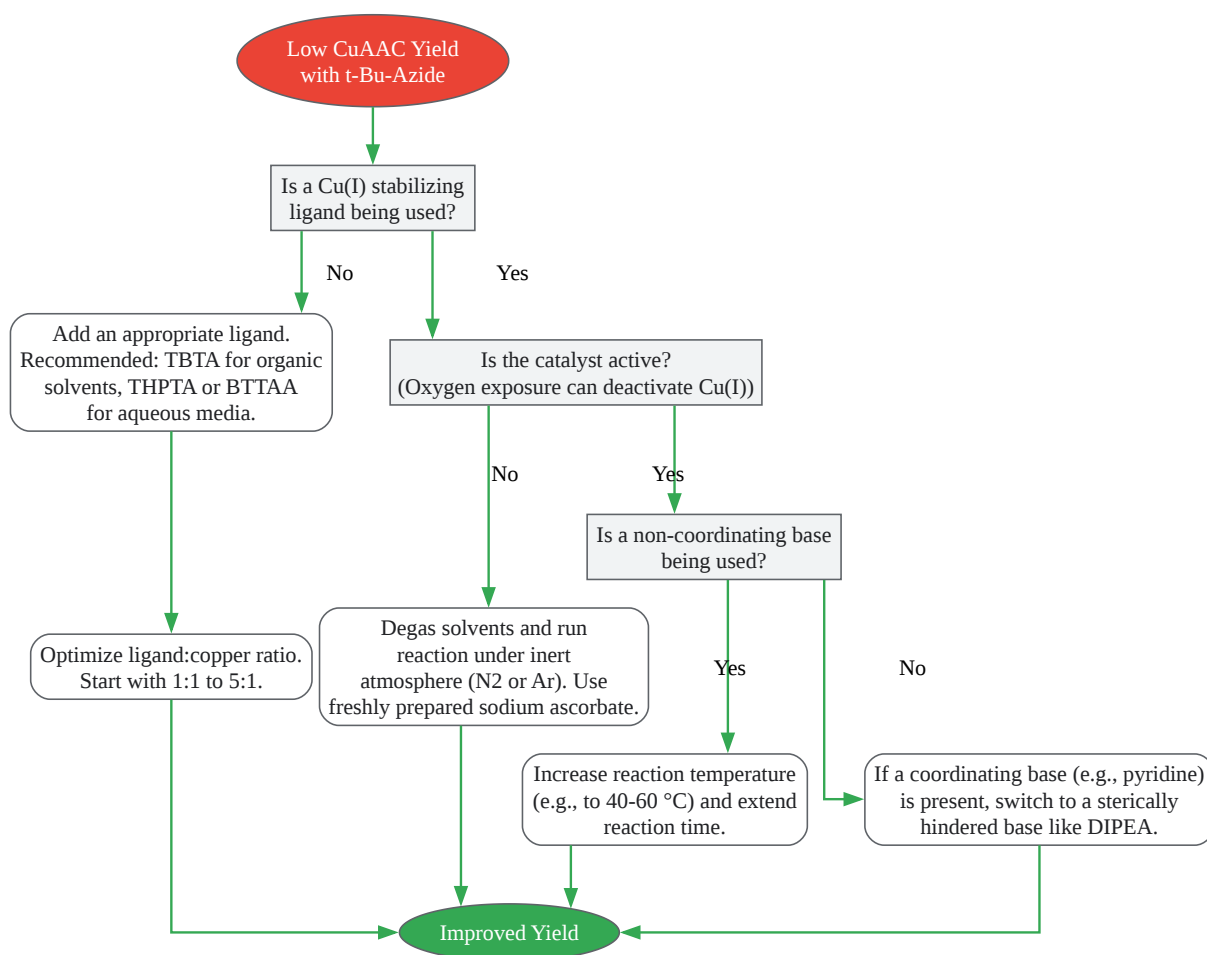 Low CuAAC Yield
with t-Bu-Azide
Is a Cu(I) stabilizing
ligand being used?
No
Yes
Add an appropriate ligand.
Recommended: TBTA for organic
solvents, THPTA or BTTAA
for aqueous media.
Is the catalyst active?
(Oxygen exposure can deactivate Cu(I))
No
Yes
Is a non-coordinating base
being used?
Optimize ligand:copper ratio.
Start with 1:1 to 5:1.
Degas solvents and run
reaction under inert
atmosphere (N2 or Ar). Use
freshly prepared sodium ascorbate.
Yes
No
Increase reaction temperature
(e.g., to 40-60 °C) and extend
reaction time.
If a coordinating base (e.g., pyridine)
is present, switch to a sterically
hindered base like DIPEA.
Improved Yield